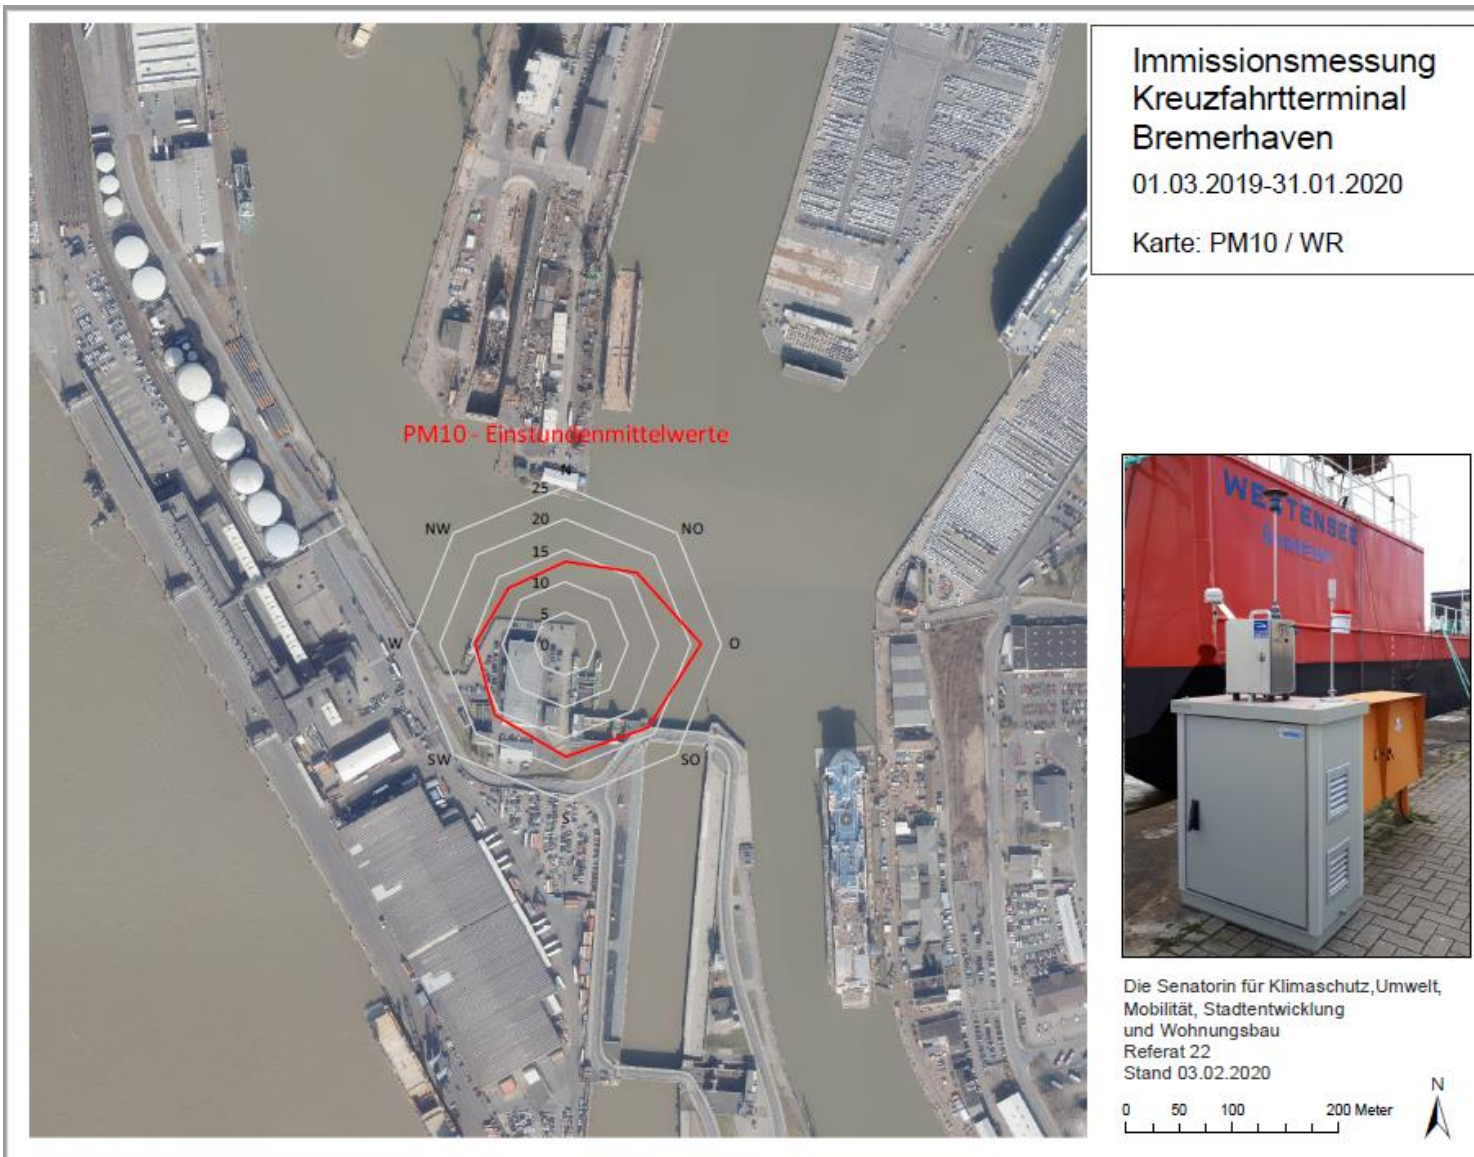 Immissionsmessung
Kreuzfahrtterminal
Bremerhaven
01.03.2019-31.01.2020
Karte: PM10 / WR
PM10 - Einstundenmittelwerte
N
25
NW
20
NO
15
10
5
W
0
O
SW
SO
S
WESTENSEE
Die Senatorin für Klimaschutz,Umwelt,
Mobilität, Stadtentwicklung
und Wohnungsbau
Referat 22
Stand 03.02.2020
N
0 50 100 200 Meter